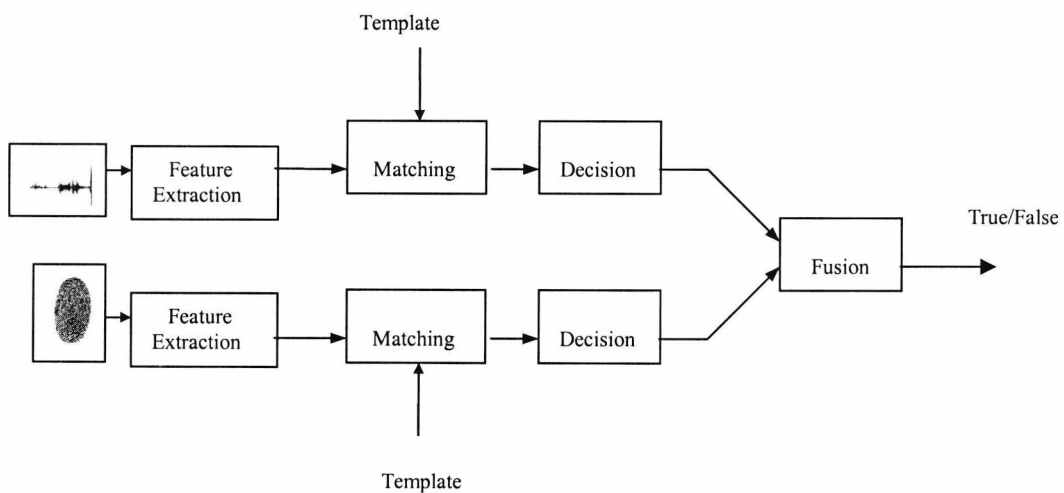 Template
Feature
Extraction
Matching
Decision
True/False
Fusion
Feature
Extraction
Matching
Decision
Template